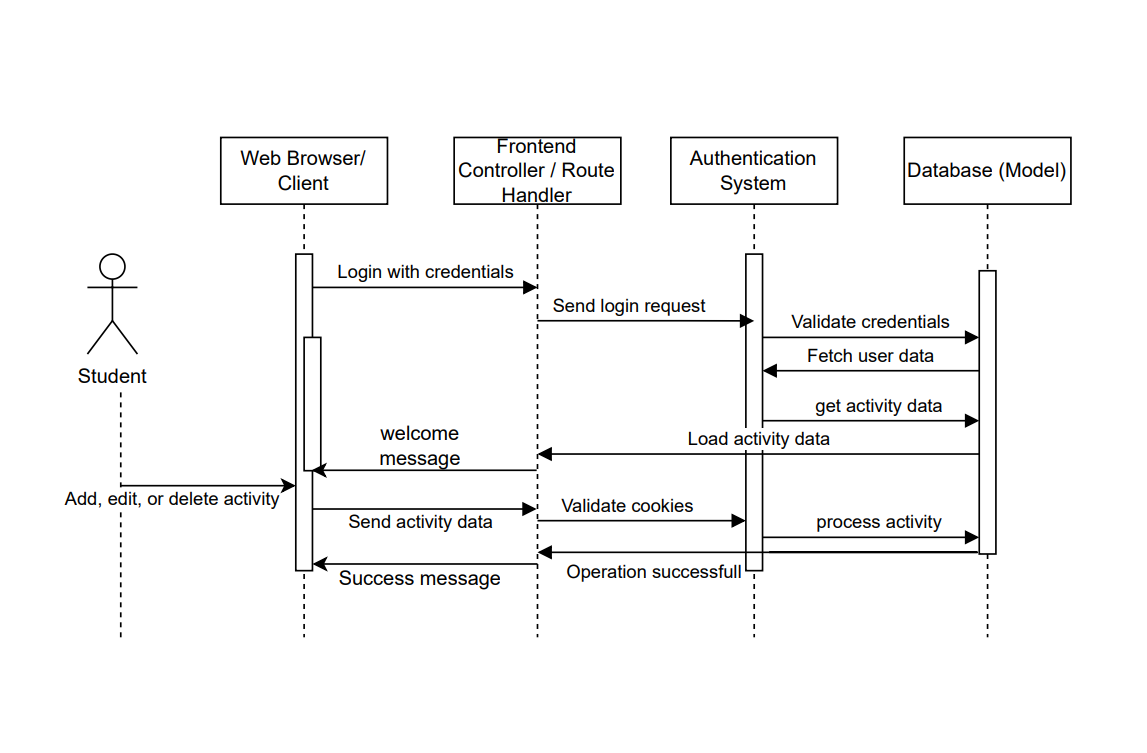 Web Browser/
Client
Frontend
Controller / Route
Handler
Authentication
System
Database (Model)
Student
Login with credentials
Send login request
Validate credentials
Fetch user data
get activity data
Load activity data
welcome
message
Add, edit, or delete activity
Send activity data
Validate cookies
process activity
Operation successfull
Success message